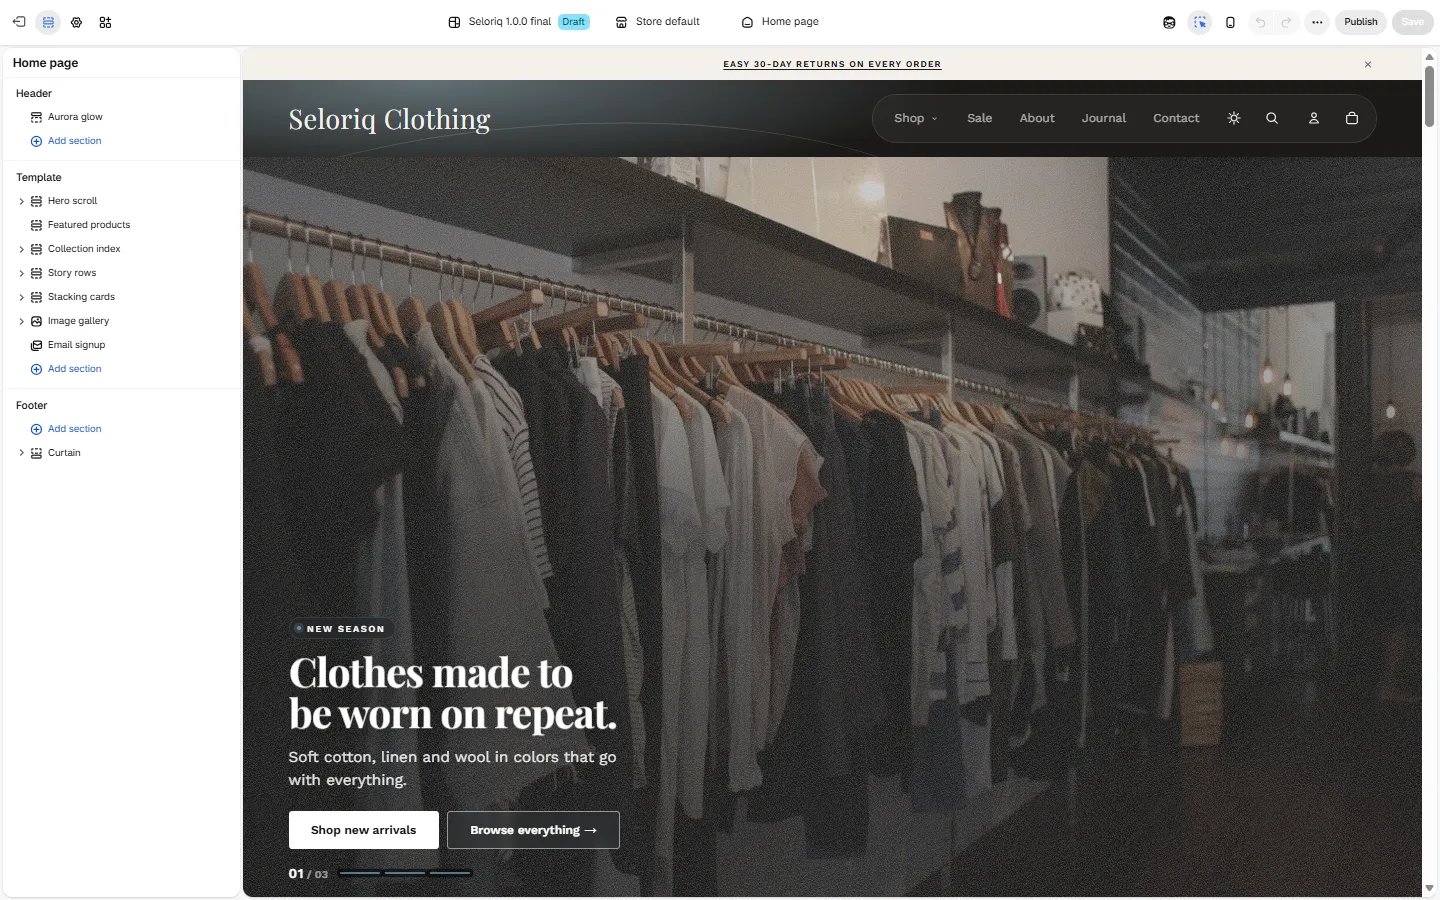 Seloriq 1.0.0 final
Draft
Store default
Home page
Publish
Save
Home page
Header
Aurora glow
Add section
Template
Hero scroll
Featured products
Collection index
Story rows
Stacking cards
Image gallery
Email signup
Add section
Footer
Add section
Curtain
EASY 30-DAY RETURNS ON EVERY ORDER
Seloriq Clothing
Shop
Sale
About
Journal
Contact
NEW SEASON
Clothes made to
be worn on repeat.
Soft cotton, linen and wool in colors that go
with everything.
Shop new arrivals
Browse everything →
01 / 03